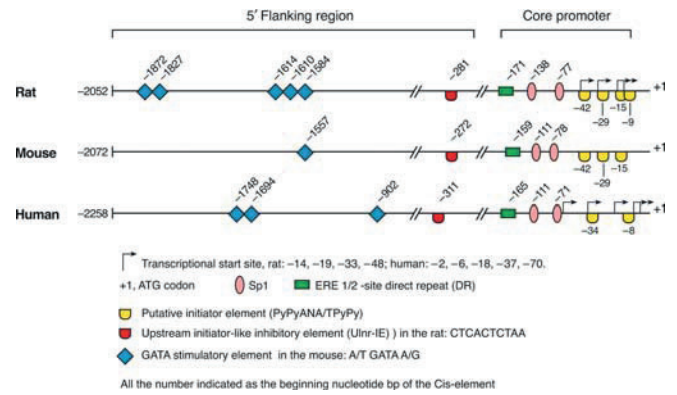 5′ Flanking region Core promoter
−1872 −1827 −1614 −1610 −1584 −281 −171 −138 −77
Rat −2052 +1
−42 −29 −15 −9
−1557 −272 −159 −111 −78
Mouse −2072 +1
−42 −29 −15
−1748 −1694 −902 −311 −165 −111 −71
Human −2258 +1
−34 −8
Transcriptional start site, rat: −14, −19, −33, −48; human: −2, −6, −18, −37, −70.
+1, ATG codon Sp1 ERE 1/2 -site direct repeat (DR)
Putative initiator element (PyPyANA/TPyPy)
Upstream initiator-like inhibitory element (UInr-IE) ) in the rat: CTCACTCTAA
GATA stimulatory element in the mouse: A/T GATA A/G
All the number indicated as the beginning nucleotide bp of the Cis-element